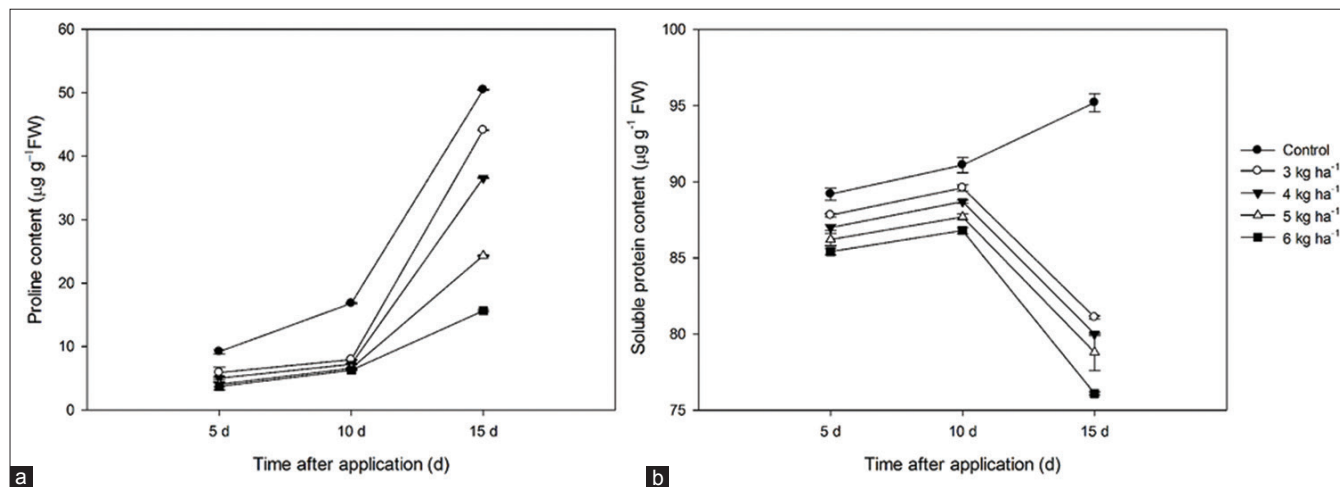 60
50
40
30
20
10
0
Proline content (µg g⁻¹FW)
5 d 10 d 15 d
Time after application (d)
a
100
95
90
85
80
75
Soluble protein content (µg g⁻¹ FW)
5 d 10 d 15 d
Time after application (d)
b
Control
3 kg ha⁻¹
4 kg ha⁻¹
5 kg ha⁻¹
6 kg ha⁻¹